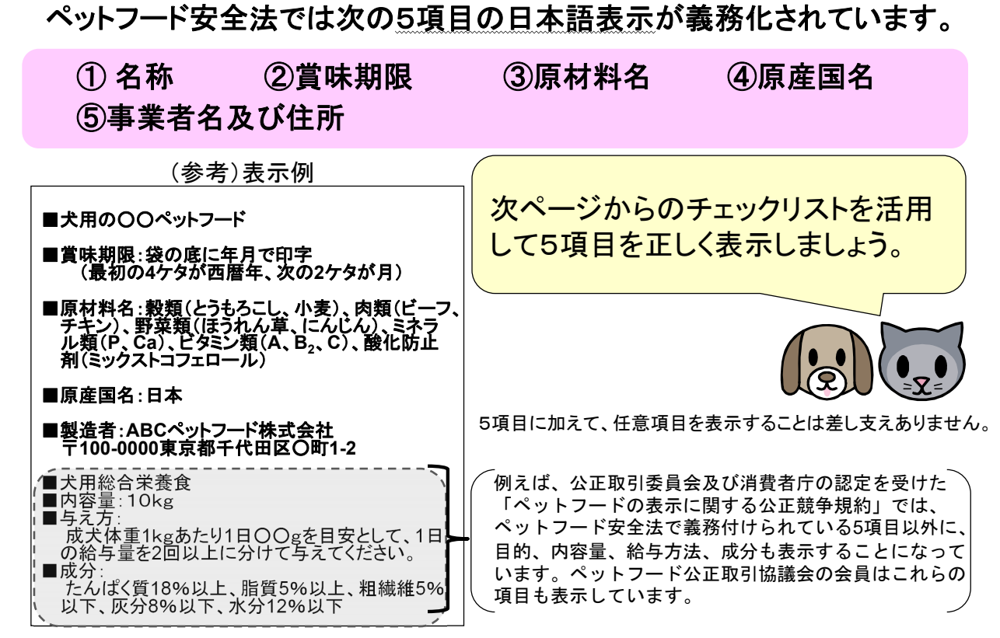 ペットフード安全法では次の５項目の日本語表示が義務化されています。
① 名称　②賞味期限　③原材料名　④原産国名
⑤事業者名及び住所
（参考）表示例
■犬用の○○ペットフード
■賞味期限：袋の底に年月で印字
（最初の4ケタが西暦年、次の2ケタが月）
■原材料名：穀類（とうもろこし、小麦）、肉類（ビーフ、
チキン）、野菜類（ほうれん草、にんじん）、ミネラ
ル類（P、Ca）、ビタミン類（A、B₂、C）、酸化防止
剤（ミックストコフェロール）
■原産国名：日本
■製造者：ABCペットフード株式会社
〒100-0000東京都千代田区○町1-2
■犬用総合栄養食
■内容量：１０kg
■与え方：
成犬体重1kgあたり1日○○gを目安として、1日
の給与量を2回以上に分けて与えてください。
■成分：
たんぱく質18%以上、脂質5%以上、粗繊維5%
以下、灰分8%以下、水分12%以下
次ページからのチェックリストを活用
して５項目を正しく表示しましょう。
５項目に加えて、任意項目を表示することは差し支えありません。
例えば、公正取引委員会及び消費者庁の認定を受けた
「ペットフードの表示に関する公正競争規約」では、
ペットフード安全法で義務付けられている5項目以外に、
目的、内容量、給与方法、成分も表示することになって
います。ペットフード公正取引協議会の会員はこれらの
項目も表示しています。